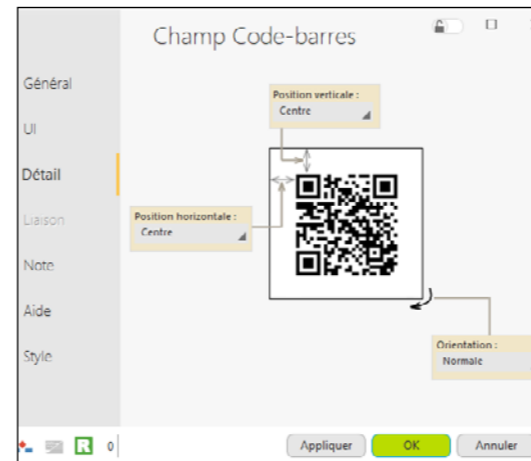 Champ Code-barres
Général
UI
Détail
Liaison
Note
Aide
Style
Position verticale :
Centre
Position horizontale :
Centre
Orientation :
Normale
R
0
Appliquer
OK
Annuler